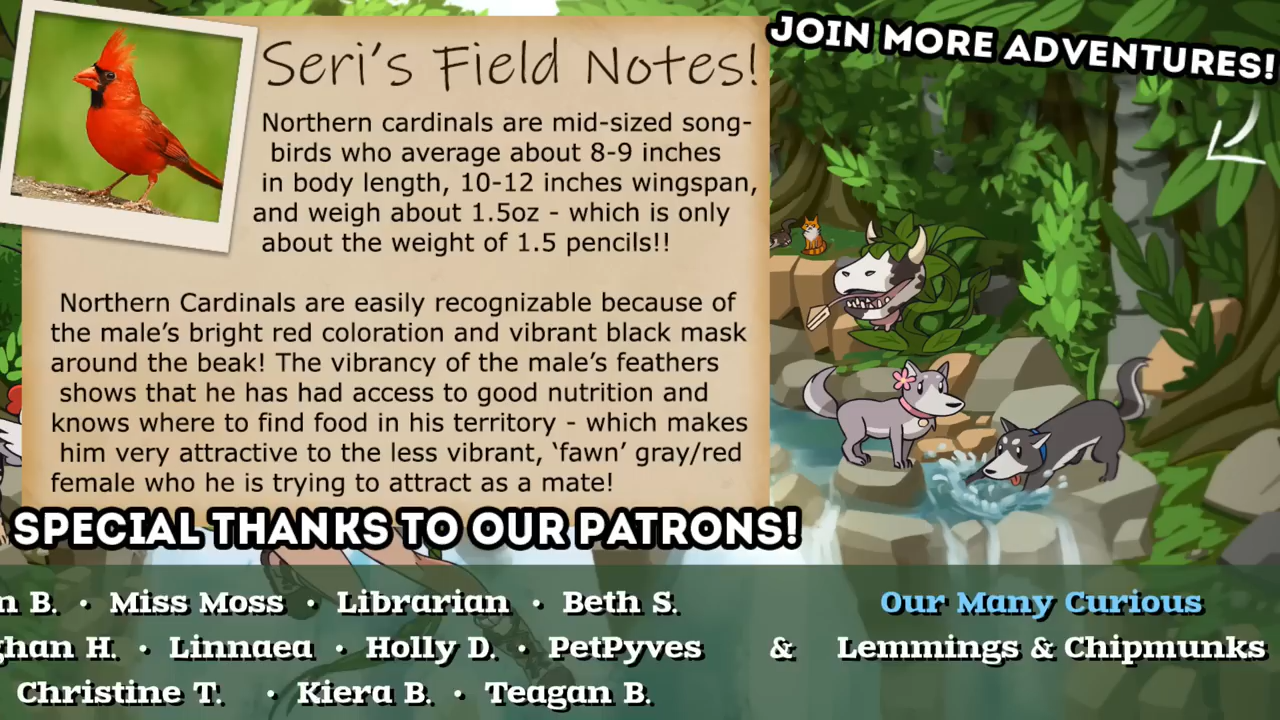 Seri's Field Notes!
Northern cardinals are mid-sized song-
birds who average about 8-9 inches
in body length, 10-12 inches wingspan,
and weigh about 1.5oz - which is only
about the weight of 1.5 pencils!!
Northern Cardinals are easily recognizable because of
the male's bright red coloration and vibrant black mask
around the beak! The vibrancy of the male's feathers
shows that he has had access to good nutrition and
knows where to find food in his territory - which makes
him very attractive to the less vibrant, 'fawn' gray/red
female who he is trying to attract as a mate!
JOIN MORE ADVENTURES!
SPECIAL THANKS TO OUR PATRONS!
B. • Miss Moss • Librarian • Beth S.
H. • Linnaea • Holly D. • PetPyves
Christine T. • Kiera B. • Teagan B.
Our Many Curious
& Lemmings & Chipmunks